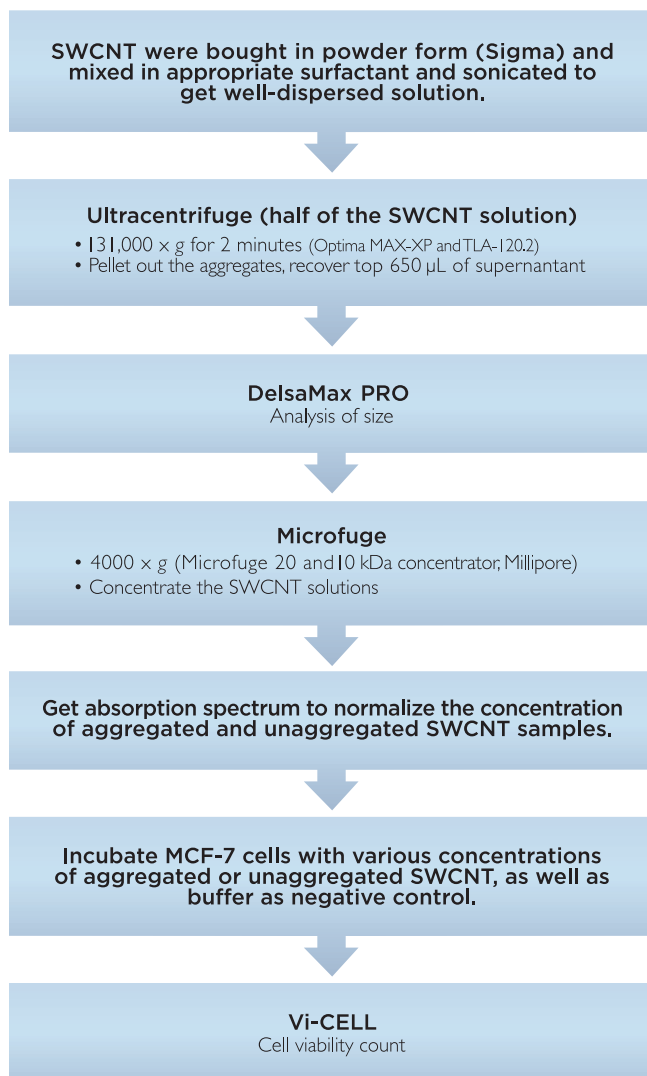 SWCNT were bought in powder form (Sigma) and
mixed in appropriate surfactant and sonicated to
get well-dispersed solution.
Ultracentrifuge (half of the SWCNT solution)
• 131,000 x g for 2 minutes (Optima MAX-XP and TLA-120.2)
• Pellet out the aggregates, recover top 650 µL of supernantant
DelsaMax PRO
Analysis of size
Microfuge
• 4000 x g (Microfuge 20 and 10 kDa concentrator, Millipore)
• Concentrate the SWCNT solutions
Get absorption spectrum to normalize the concentration
of aggregated and unaggregated SWCNT samples.
Incubate MCF-7 cells with various concentrations
of aggregated or unaggregated SWCNT, as well as
buffer as negative control.
Vi-CELL
Cell viability count